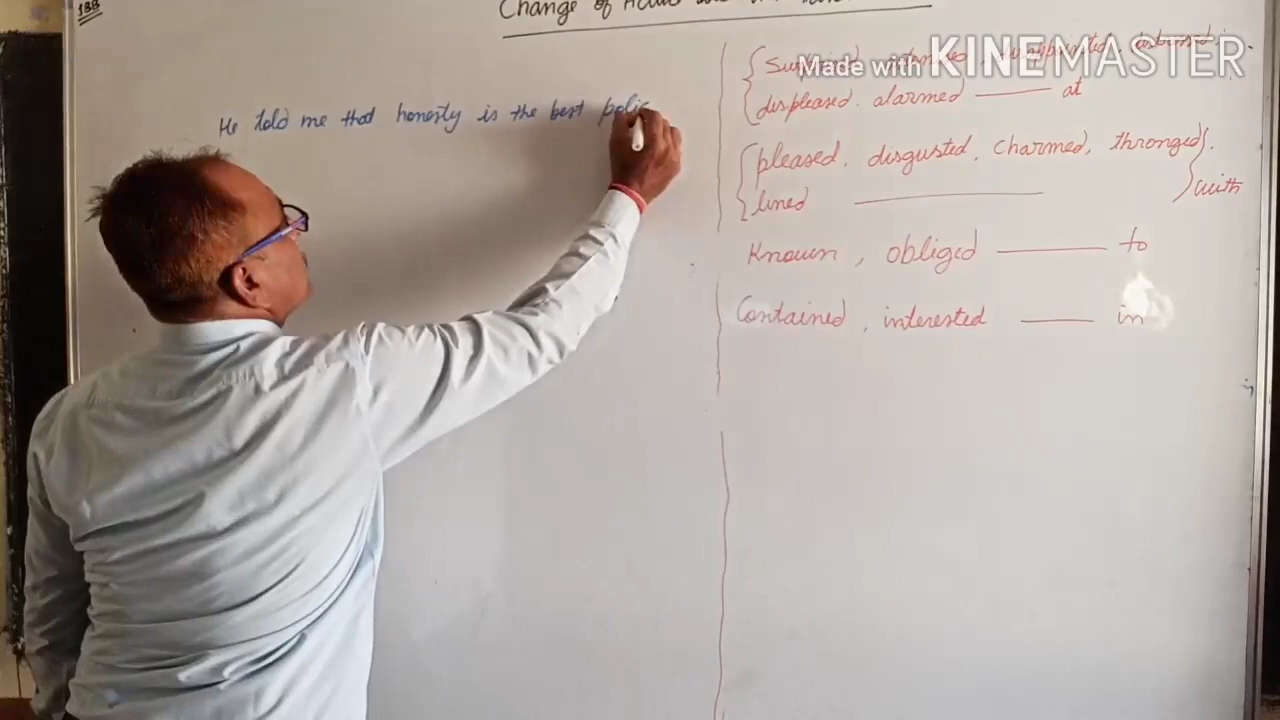 188
Change of
He told me that honesty is the best polic
Made with KINEMASTER
displeased. alarmed at
pleased, disgusted, charmed, thronged.
lined with
Known, obliged to
Contained, interested in